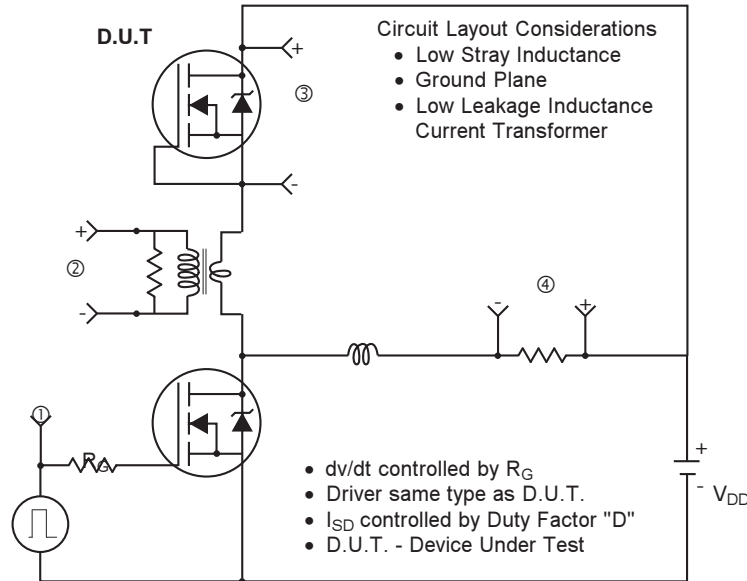 D.U.T
Circuit Layout Considerations
• Low Stray Inductance
• Ground Plane
• Low Leakage Inductance
Current Transformer
+
③
-
+
②
-
④
-
+
①
R_G
+
-
V_DD
• dv/dt controlled by R_G
• Driver same type as D.U.T.
• I_SD controlled by Duty Factor "D"
• D.U.T. - Device Under Test